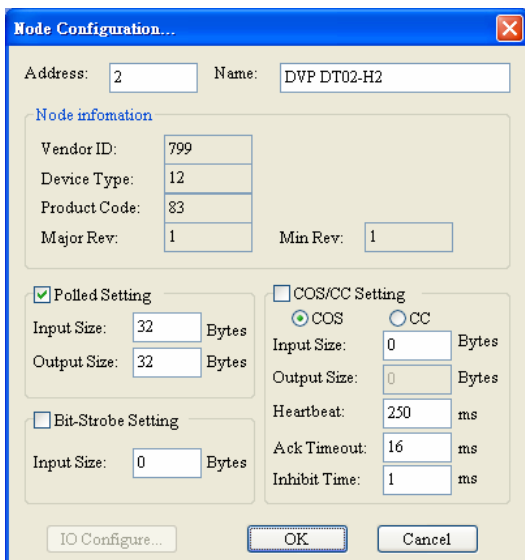 Node Configuration...
Address: 2 Name: DVP DT02-H2
Node infomation
Vendor ID: 799
Device Type: 12
Product Code: 83
Major Rev: 1 Min Rev: 1
Polled Setting
Input Size: 32 Bytes
Output Size: 32 Bytes
Bit-Strobe Setting
Input Size: 0 Bytes
COS/CC Setting
COS CC
Input Size: 0 Bytes
Output Size: 0 Bytes
Heartbeat: 250 ms
Ack Timeout: 16 ms
Inhibit Time: 1 ms
IO Configure... OK Cancel